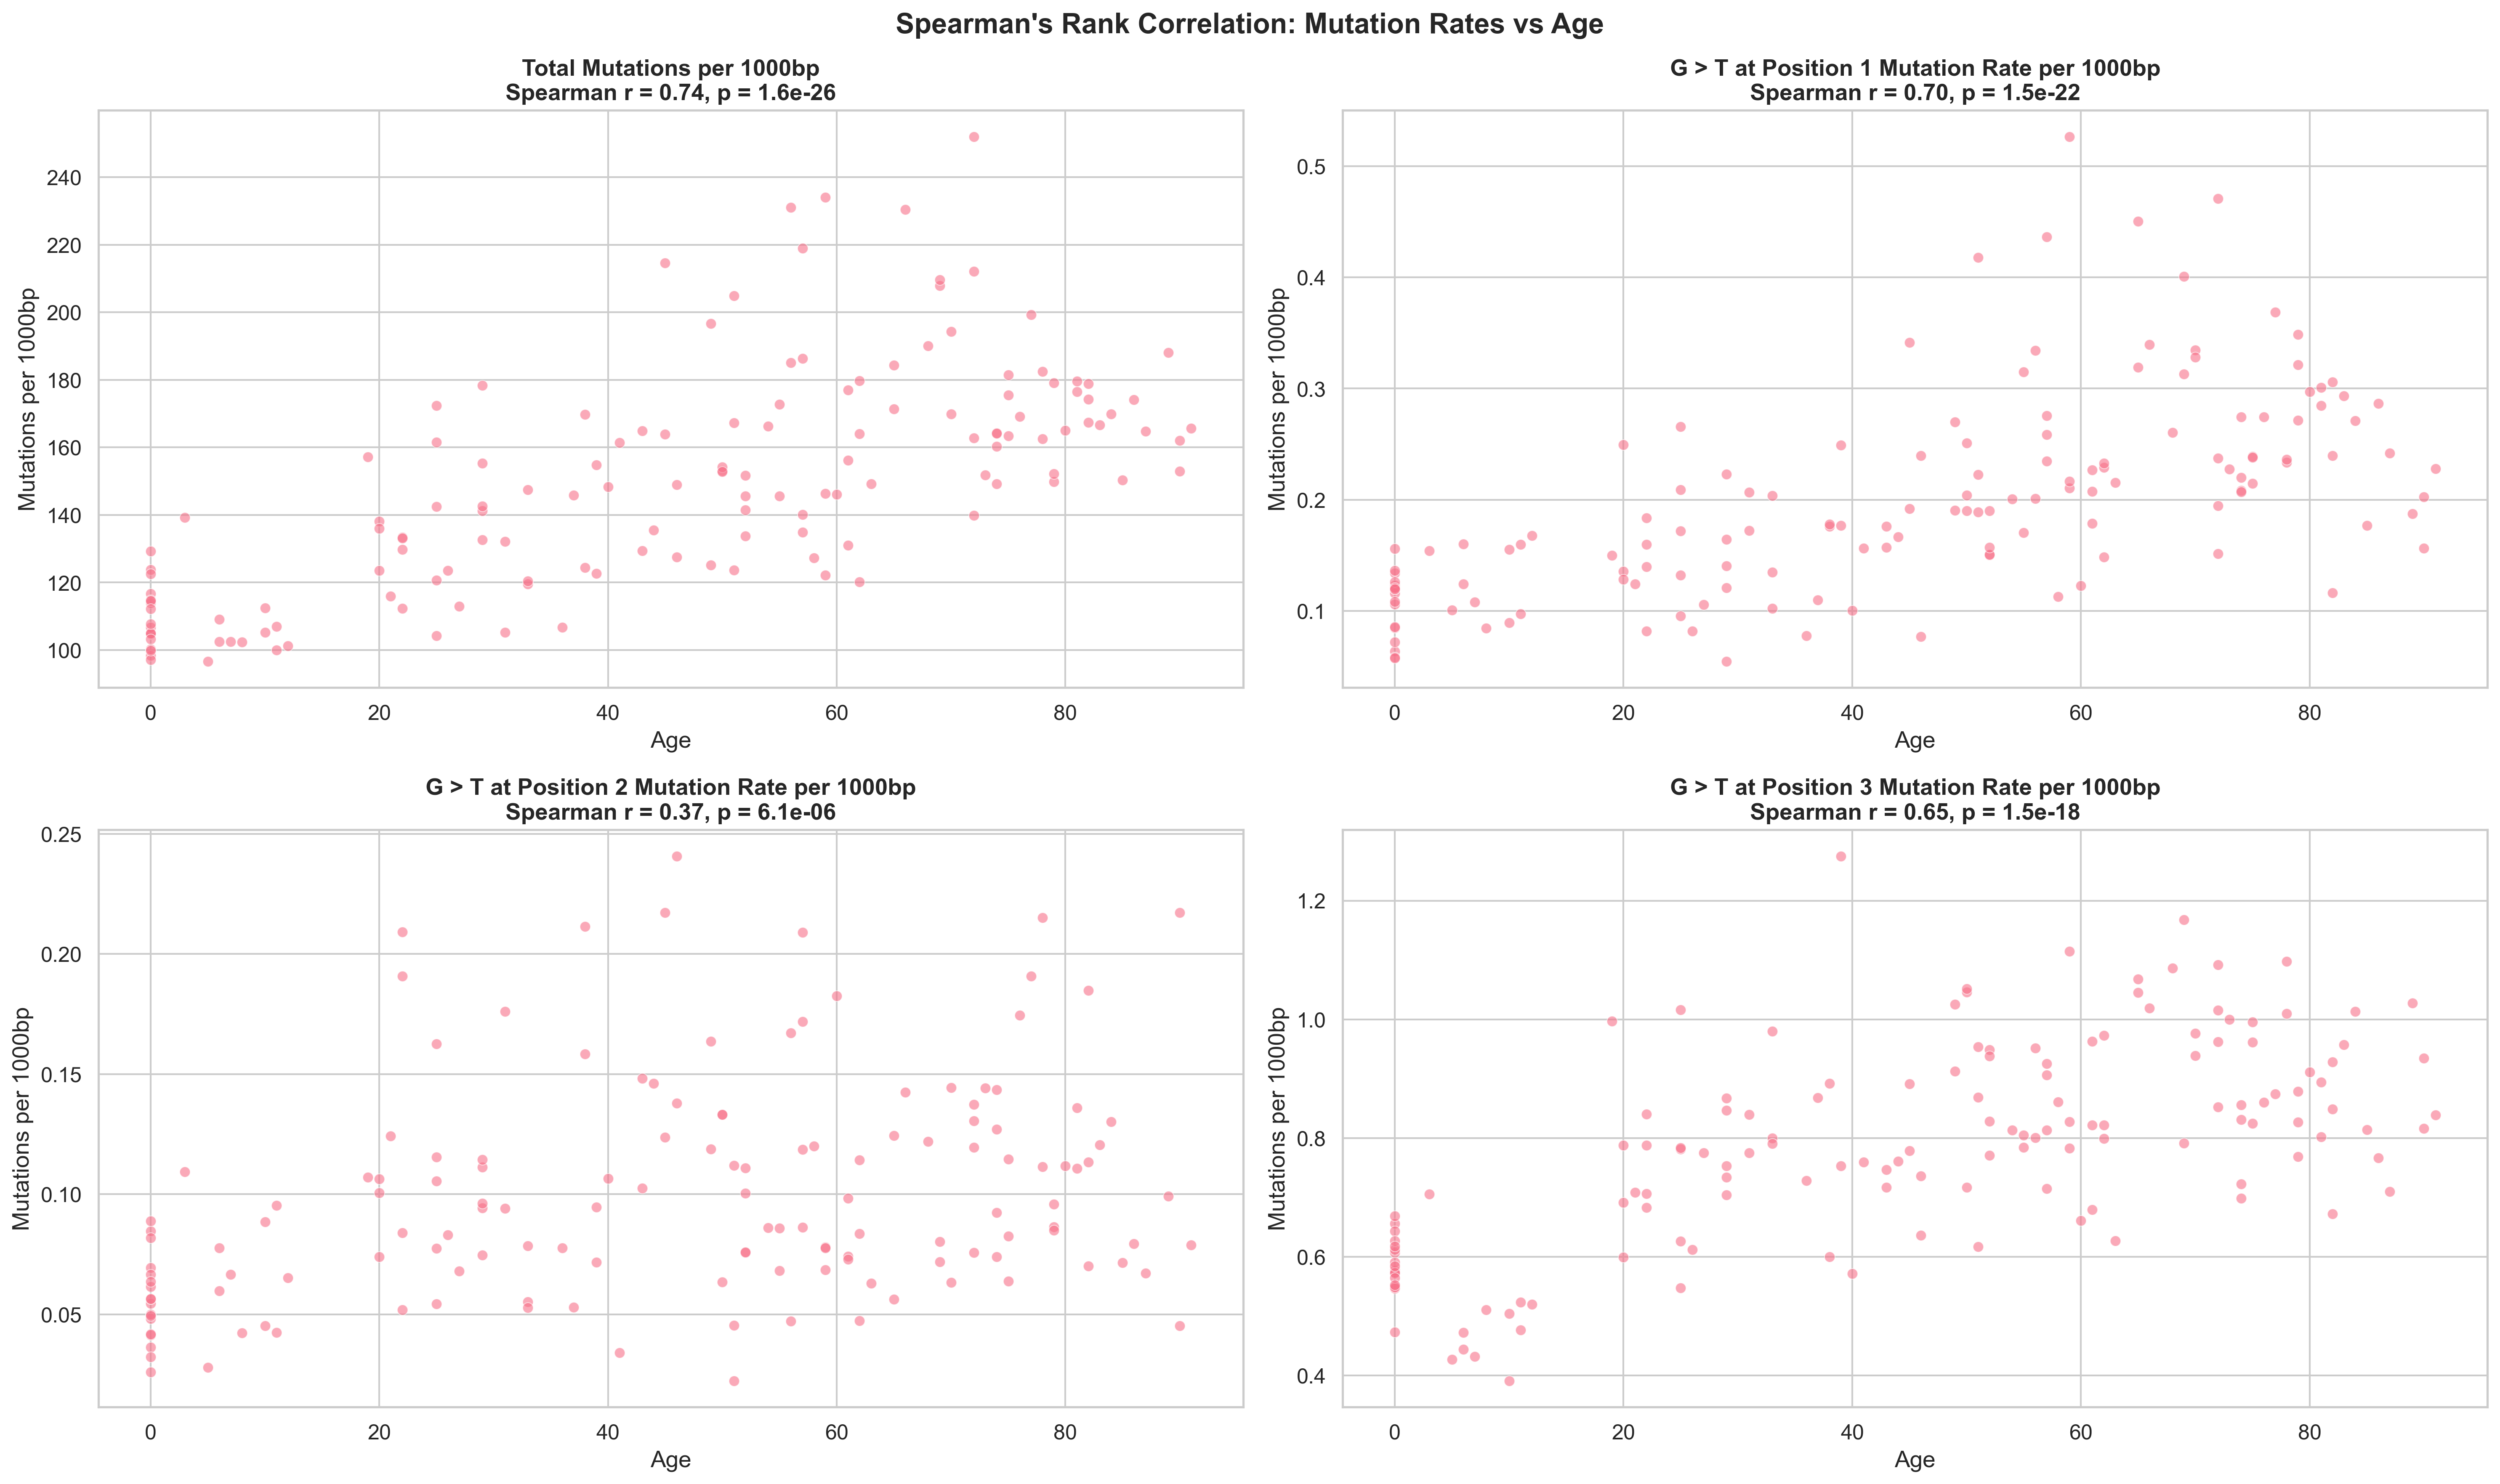 Spearman's Rank Correlation: Mutation Rates vs Age
Total Mutations per 1000bp
Spearman r = 0.74, p = 1.6e-26
Mutations per 1000bp
240
220
200
180
160
140
120
100
0 20 40 60 80
Age
G > T at Position 1 Mutation Rate per 1000bp
Spearman r = 0.70, p = 1.5e-22
Mutations per 1000bp
0.5
0.4
0.3
0.2
0.1
0 20 40 60 80
Age
G > T at Position 2 Mutation Rate per 1000bp
Spearman r = 0.37, p = 6.1e-06
Mutations per 1000bp
0.25
0.20
0.15
0.10
0.05
0 20 40 60 80
Age
G > T at Position 3 Mutation Rate per 1000bp
Spearman r = 0.65, p = 1.5e-18
Mutations per 1000bp
1.2
1.0
0.8
0.6
0.4
0 20 40 60 80
Age